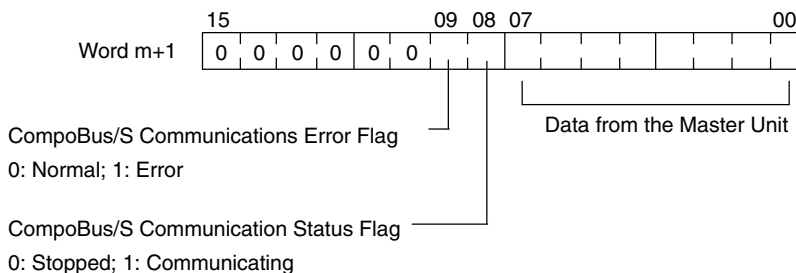 15 09 08 07 00
Word m+1 0 0 0 0 0 0
CompoBus/S Communications Error Flag
0: Normal; 1: Error
Data from the Master Unit
CompoBus/S Communication Status Flag
0: Stopped; 1: Communicating